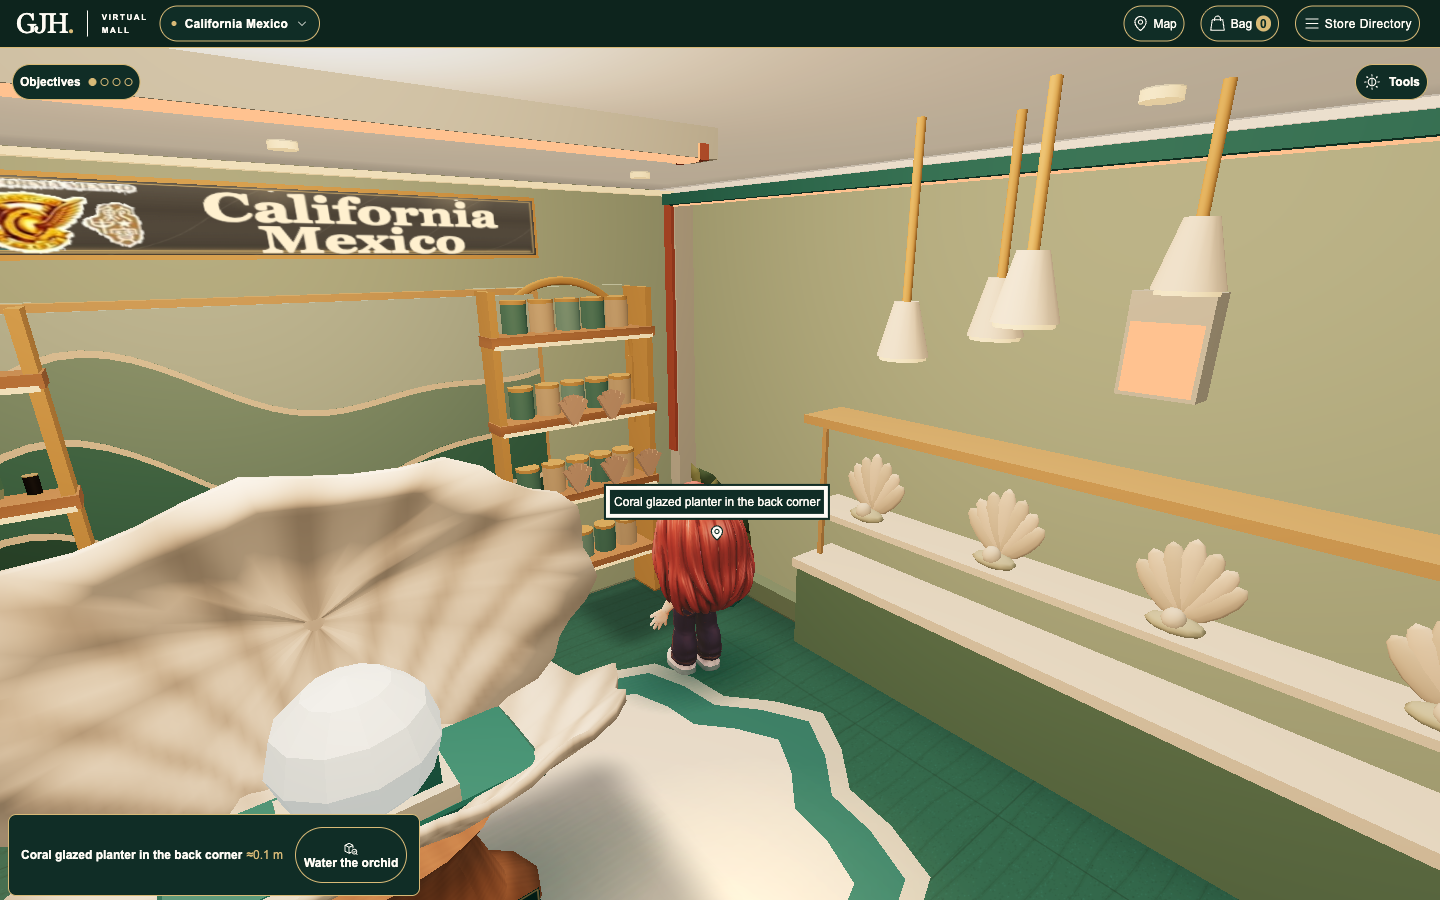 GJH.
VIRTUAL
MALL
California Mexico
Map
Bag 0
Store Directory
Objectives
Tools
California
Mexico
Coral glazed planter in the back corner
Coral glazed planter in the back corner ≈0.1 m
Water the orchid